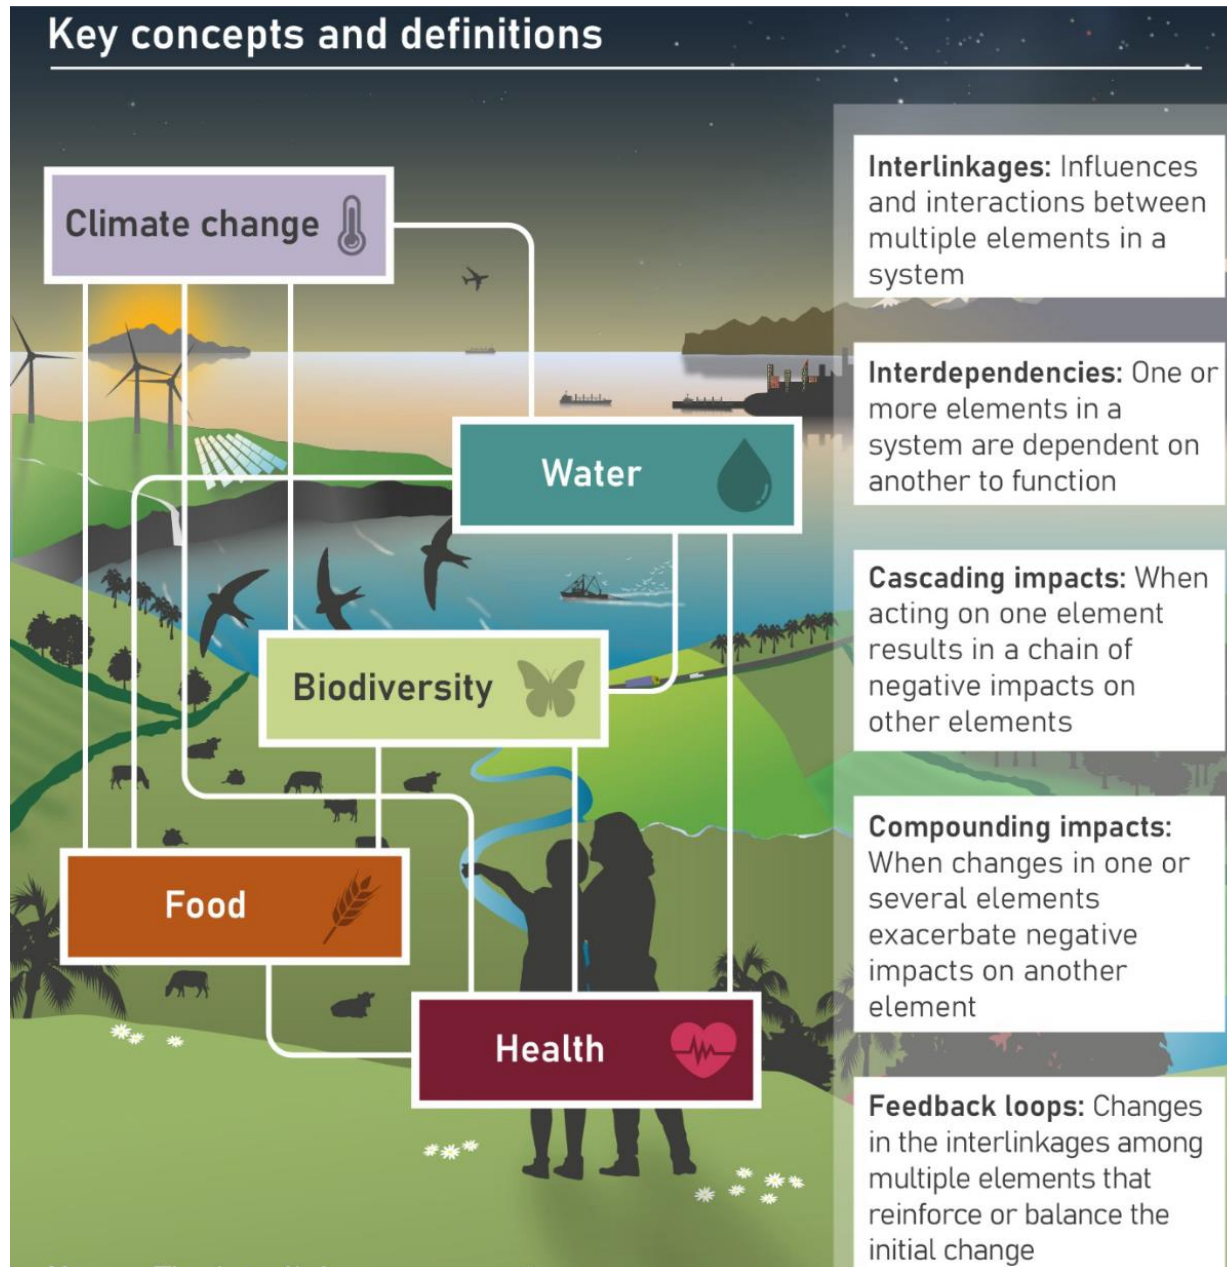 Key concepts and definitions
Climate change
Water
Biodiversity
Food
Health
Interlinkages: Influences
and interactions between
multiple elements in a
system
Interdependencies: One or
more elements in a
system are dependent on
another to function
Cascading impacts: When
acting on one element
results in a chain of
negative impacts on
other elements
Compounding impacts:
When changes in one or
several elements
exacerbate negative
impacts on another
element
Feedback loops: Changes
in the interlinkages among
multiple elements that
reinforce or balance the
initial change